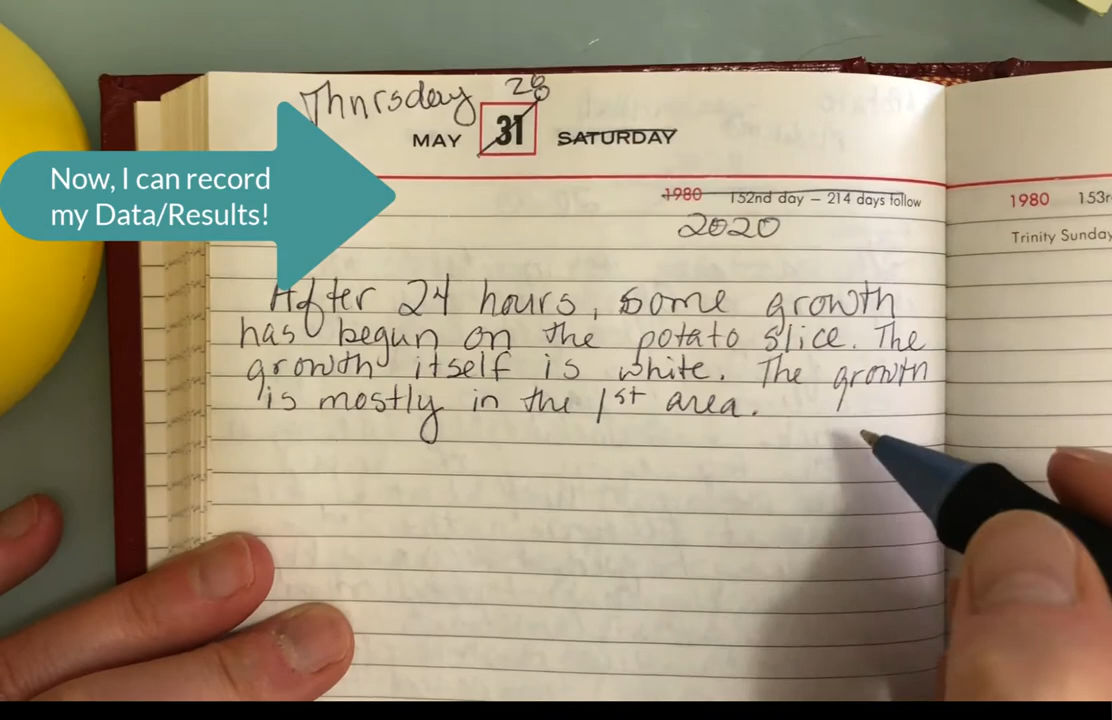 Thursday 28
MAY 31 SATURDAY
Now, I can record
my Data/Results!
1980 152nd day – 214 days follow
2020
1980 153r
Trinity Sunday
After 24 hours, some growth
has begun on the potato slice. The
growth itself is white. The growth
is mostly in the 1st area.